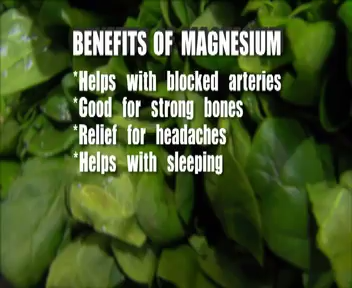 BENEFITS OF MAGNESIUM
*Helps with blocked arteries
*Good for strong bones
*Relief for headaches
*Helps with sleeping